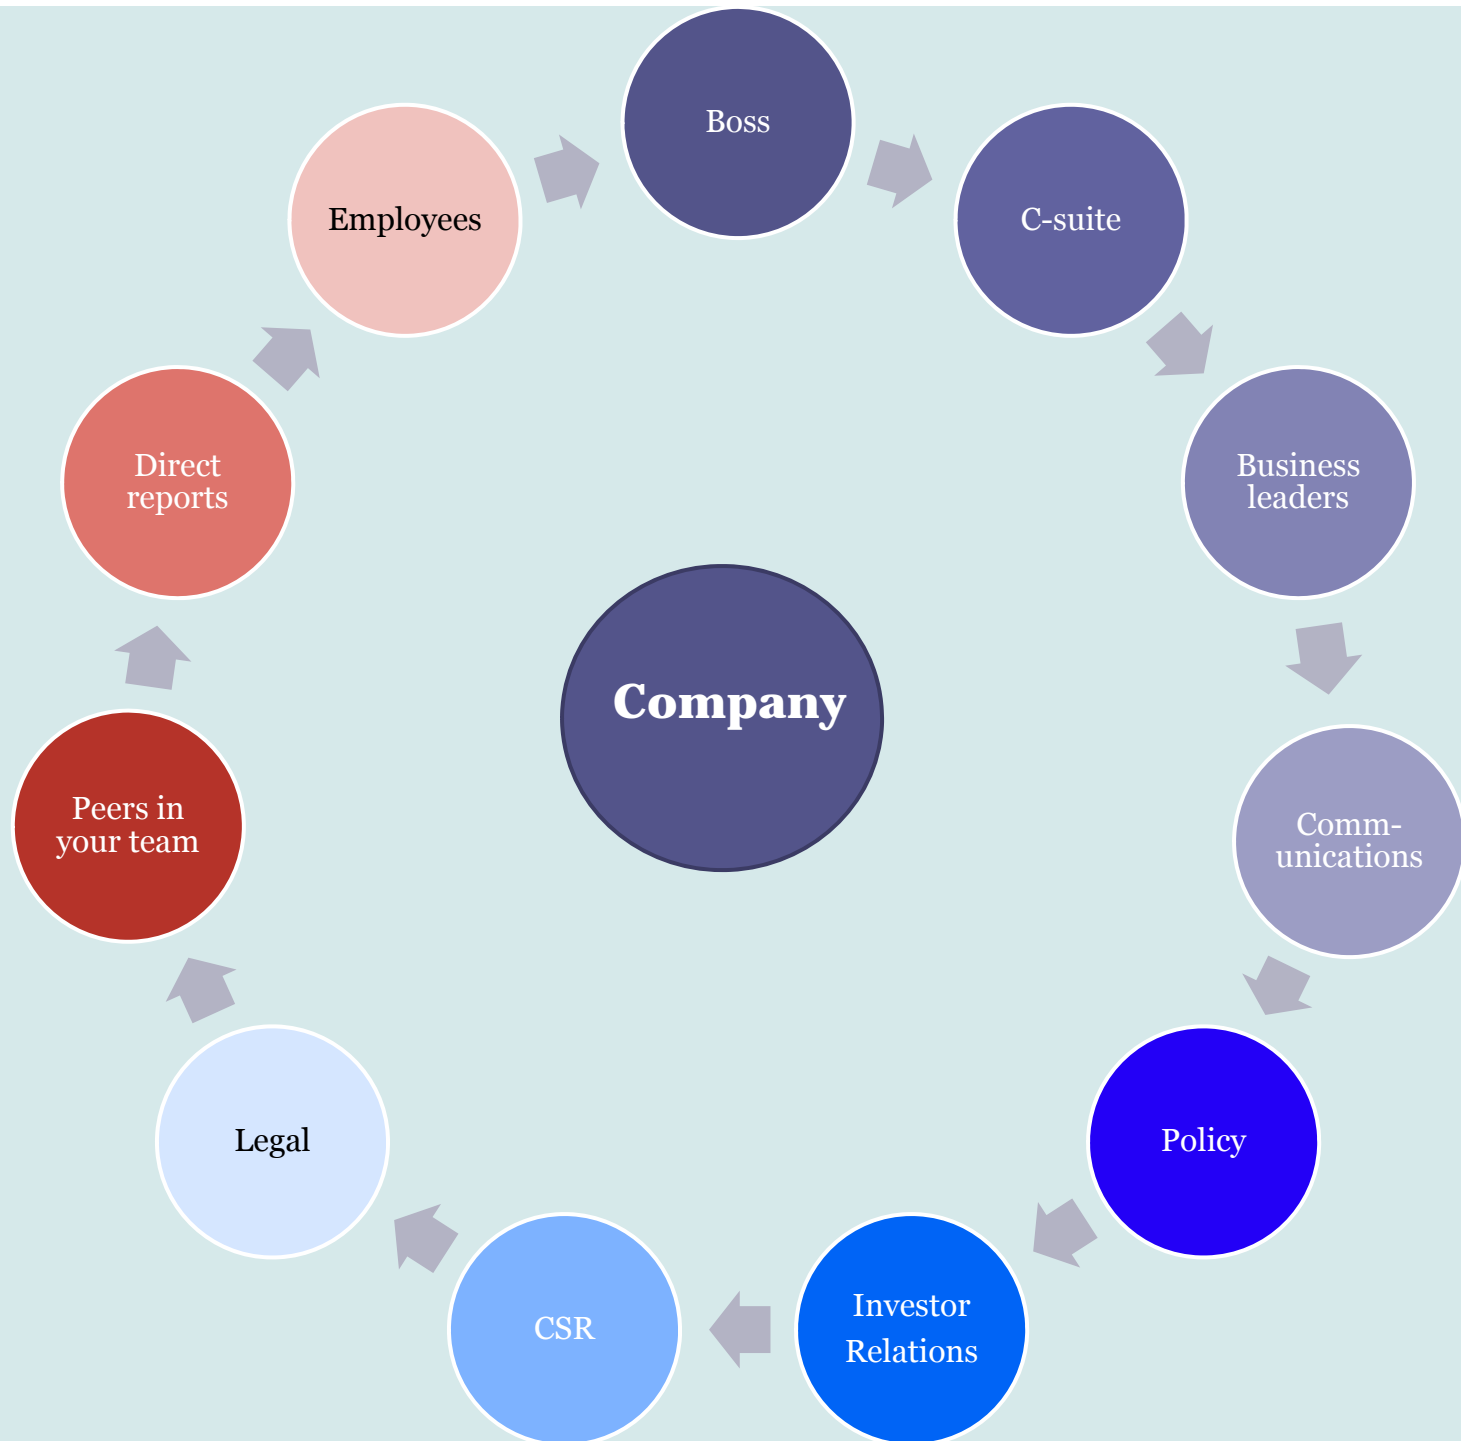 Boss
C-suite
Business
leaders
Comm-
unications
Policy
Investor
Relations
CSR
Legal
Peers in
your team
Direct
reports
Employees
Company